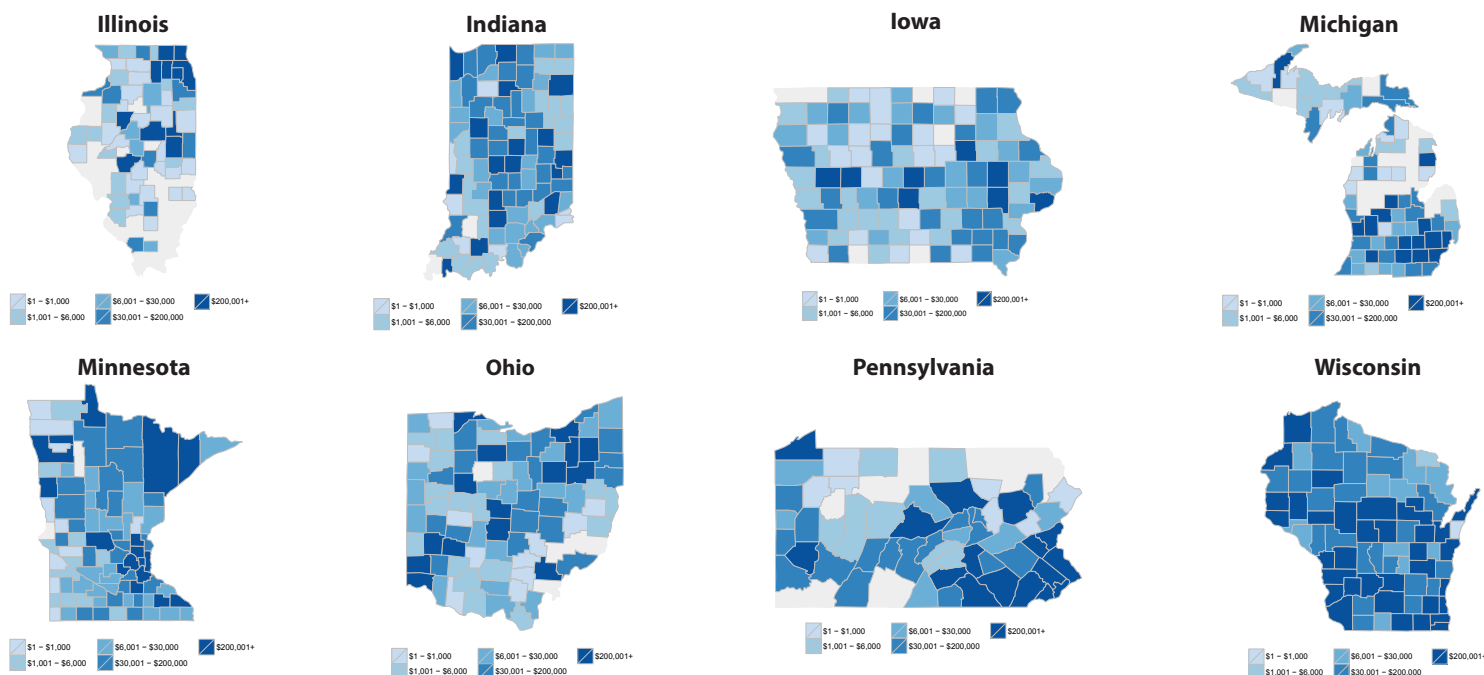 Illinois
Indiana
Iowa
Michigan
$1 – $1,000
$6,001 – $30,000
$200,001+
$1,001 – $6,000
$30,001 – $200,000
$1 – $1,000
$6,001 – $30,000
$200,001+
$1,001 – $6,000
$30,001 – $200,000
$1 – $1,000
$6,001 – $30,000
$200,001+
$1,001 – $6,000
$30,001 – $200,000
$1 – $1,000
$6,001 – $30,000
$200,001+
$1,001 – $6,000
$30,001 – $200,000
Minnesota
Ohio
Pennsylvania
Wisconsin
$1 – $1,000
$6,001 – $30,000
$200,001+
$1,001 – $6,000
$30,001 – $200,000
$1 – $1,000
$6,001 – $30,000
$200,001+
$1,001 – $6,000
$30,001 – $200,000
$1 – $1,000
$6,001 – $30,000
$200,001+
$1,001 – $6,000
$30,001 – $200,000
$1 – $1,000
$6,001 – $30,000
$200,001+
$1,001 – $6,000
$30,001 – $200,000